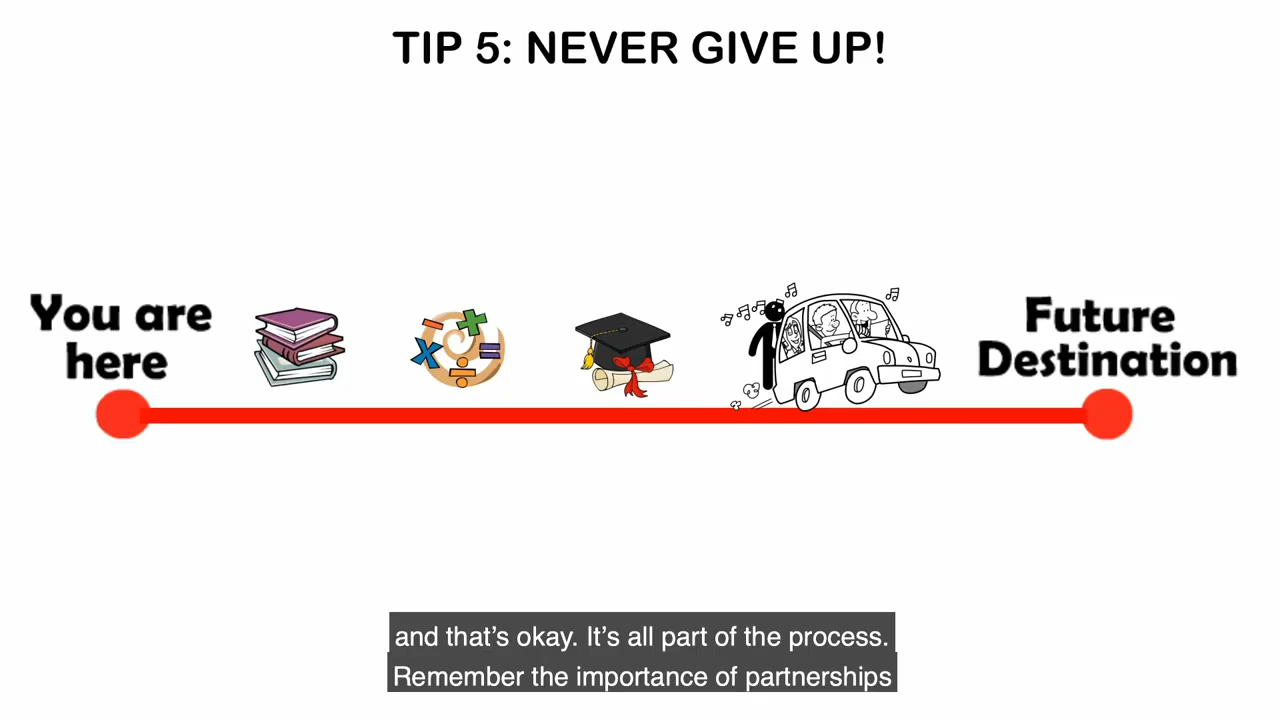 TIP 5: NEVER GIVE UP!
You are
here
Future
Destination
and that’s okay. It’s all part of the process.
Remember the importance of partnerships